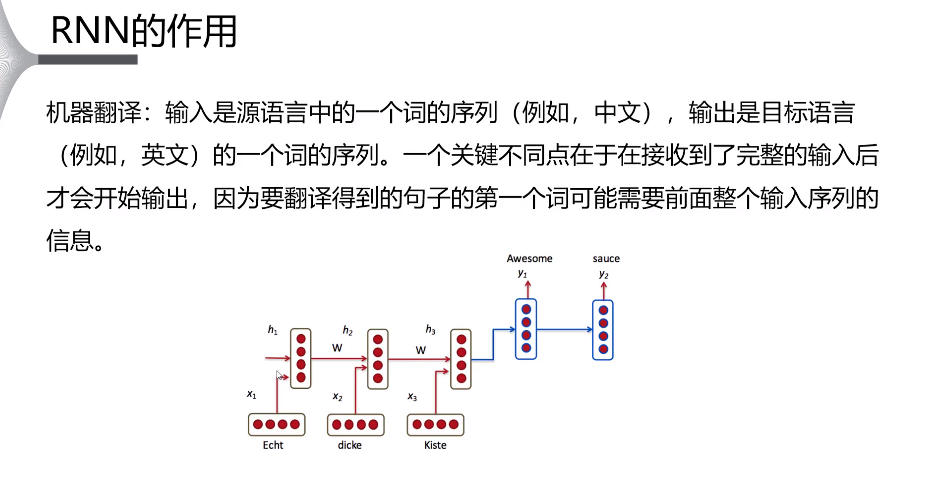 RNN的作用
机器翻译：输入是源语言中的一个词的序列（例如，中文），输出是目标语言
（例如，英文）的一个词的序列。一个关键不同点在于在接收到了完整的输入后
才会开始输出，因为要翻译得到的句子的第一个词可能需要前面整个输入序列的
信息。
Awesome sauce
y1 y2
h1 h2 h3
W W
x1 x2 x3
Echt dicke Kiste